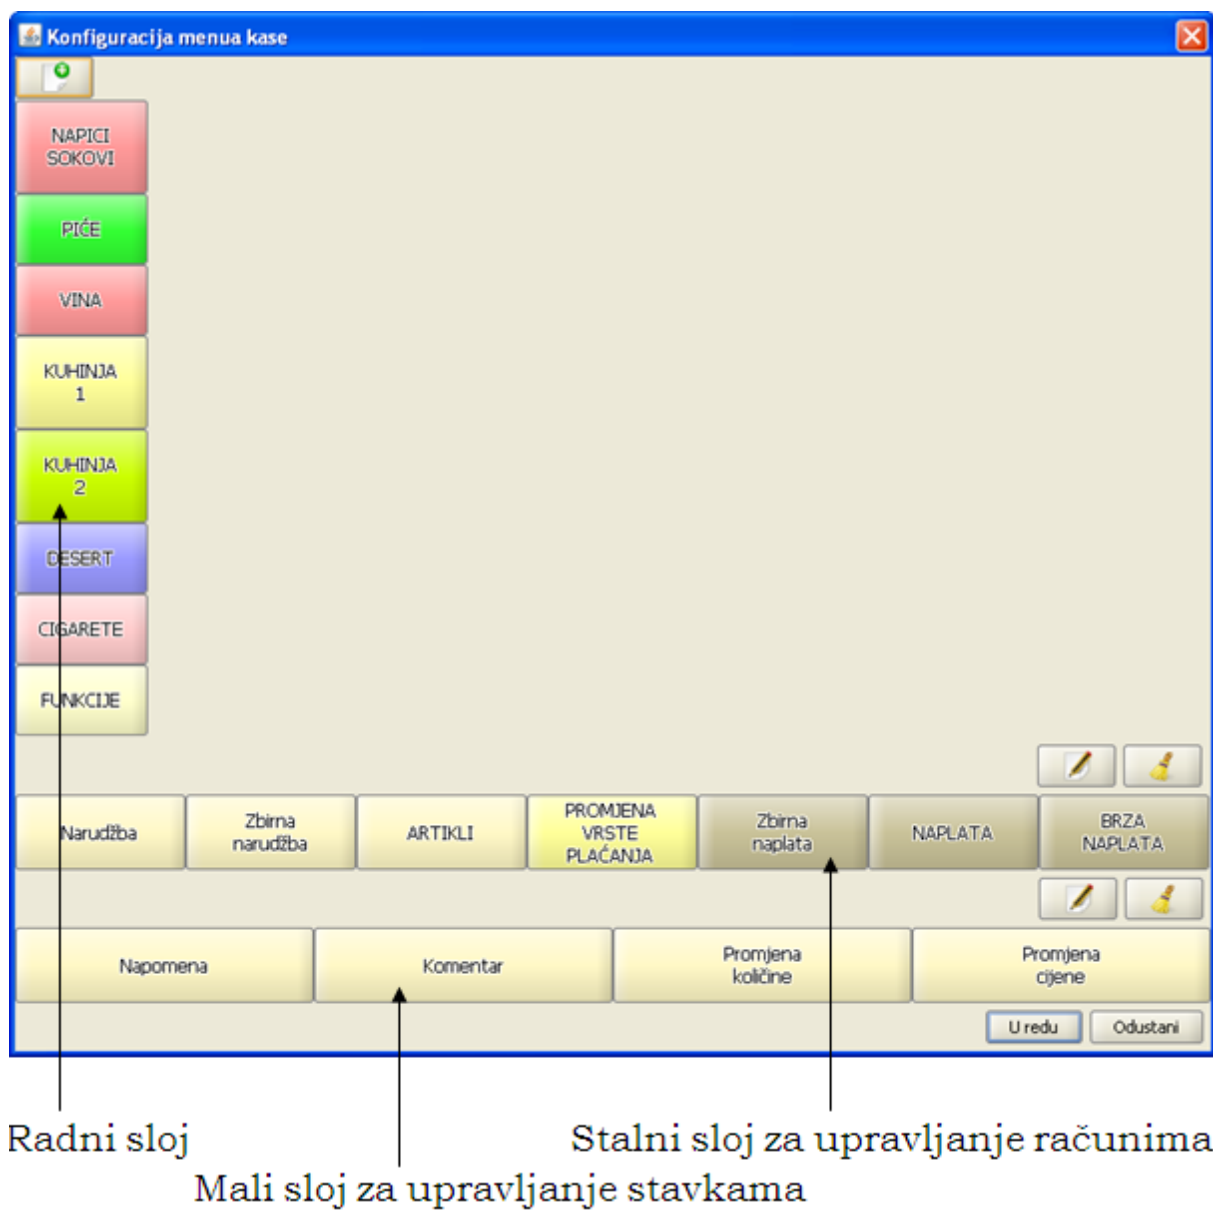 Konfiguracija menua kase
NAPICI
SOKOVI
PIĆE
VINA
KUHINJA
1
KUHINJA
2
DESERT
CIGARETE
FUNKCIJE
Narudžba
Zbirna
narudžba
ARTIKLI
PROMJENA
VRSTE
PLAĆANJA
Zbirna
naplata
NAPLATA
BRZA
NAPLATA
Napomena
Komentar
Promjena
količine
Promjena
cijene
U redu
Odustani
Radni sloj
Stalni sloj za upravljanje računima
Mali sloj za upravljanje stavkama